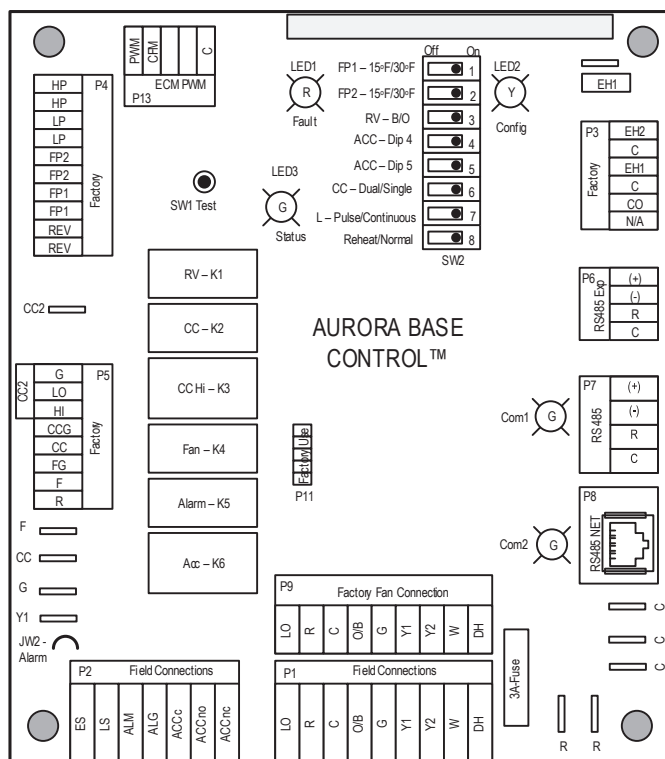 PWM
CFM
C
ECM PWM
P13
P4
HP
HP
LP
LP
FP2
FP2
FP1
FP1
REV
REV
Factory
SW1 Test
LED1
R
Fault
LED3
G
Status
Off On
FP1 – 15°F/30°F 1
FP2 – 15°F/30°F 2
RV – B/O 3
ACC – Dip 4 4
ACC – Dip 5 5
CC – Dual/Single 6
L – Pulse/Continuous 7
Reheat/Normal 8
SW2
LED2
Y
Config
EH1
P3
EH2
C
EH1
C
CO
N/A
Factory
CC2
RV – K1
CC – K2
CC Hi – K3
Fan – K4
Alarm – K5
Acc – K6
AURORA BASE
CONTROL™
P6
RS485 Exp
(+)
(-)
R
C
P7
RS 485
(+)
(-)
R
C
Com1
G
P8
RS485 NET
Com2
G
CC2
P5
G
LO
HI
CCG
CC
FG
F
R
Factory
Factory Use
P11
F
CC
G
Y1
JW2 -
Alarm
P9 Factory Fan Connection
LO R C O/B G Y1 Y2 W DH
P2 Field Connections
ES LS ALM ALG ACCc ACCno ACCnc
P1 Field Connections
LO R C O/B G Y1 Y2 W DH
3A-Fuse
C
C
C
R R